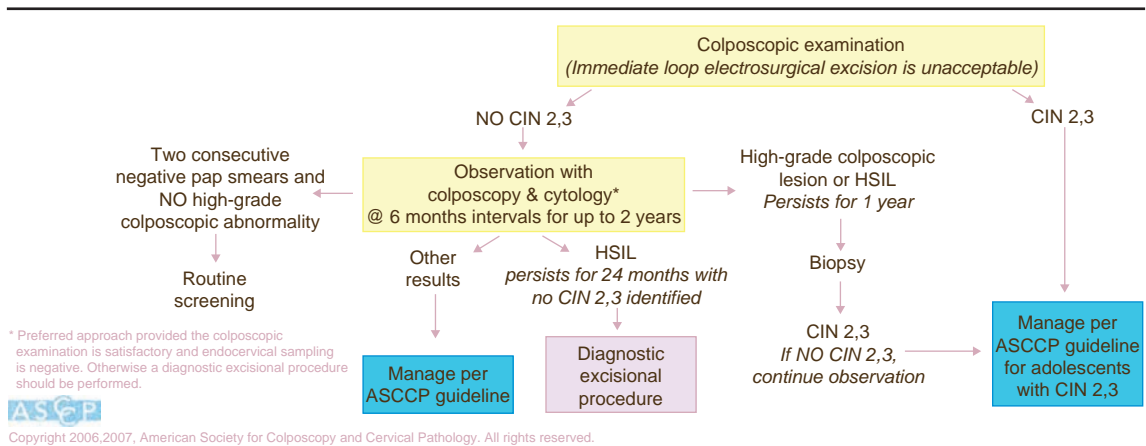 Colposcopic examination
(Immediate loop electrosurgical excision is unacceptable)
NO CIN 2,3
CIN 2,3
Two consecutive
negative pap smears and
NO high-grade
colposcopic abnormality
Observation with
colposcopy & cytology*
@ 6 months intervals for up to 2 years
High-grade colposcopic
lesion or HSIL
Persists for 1 year
Routine
screening
Other
results
HSIL
persists for 24 months with
no CIN 2,3 identified
Biopsy
* Preferred approach provided the colposcopic
examination is satisfactory and endocervical sampling
is negative. Otherwise a diagnostic excisional procedure
should be performed.
Manage per
ASCCP guideline
Diagnostic
excisional
procedure
CIN 2,3
If NO CIN 2,3,
continue observation
Manage per
ASCCP guideline
for adolescents
with CIN 2,3
ASCCP
Copyright 2006,2007, American Society for Colposcopy and Cervical Pathology. All rights reserved.